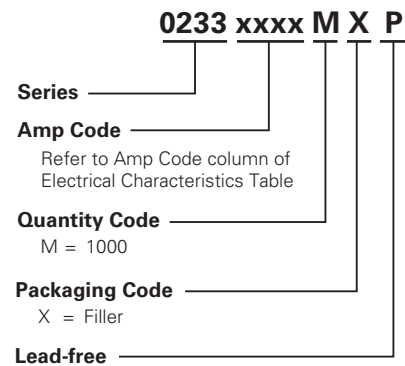 0233 xxxx M X P
Series
Amp Code
Refer to Amp Code column of
Electrical Characteristics Table
Quantity Code
M = 1000
Packaging Code
X = Filler
Lead-free